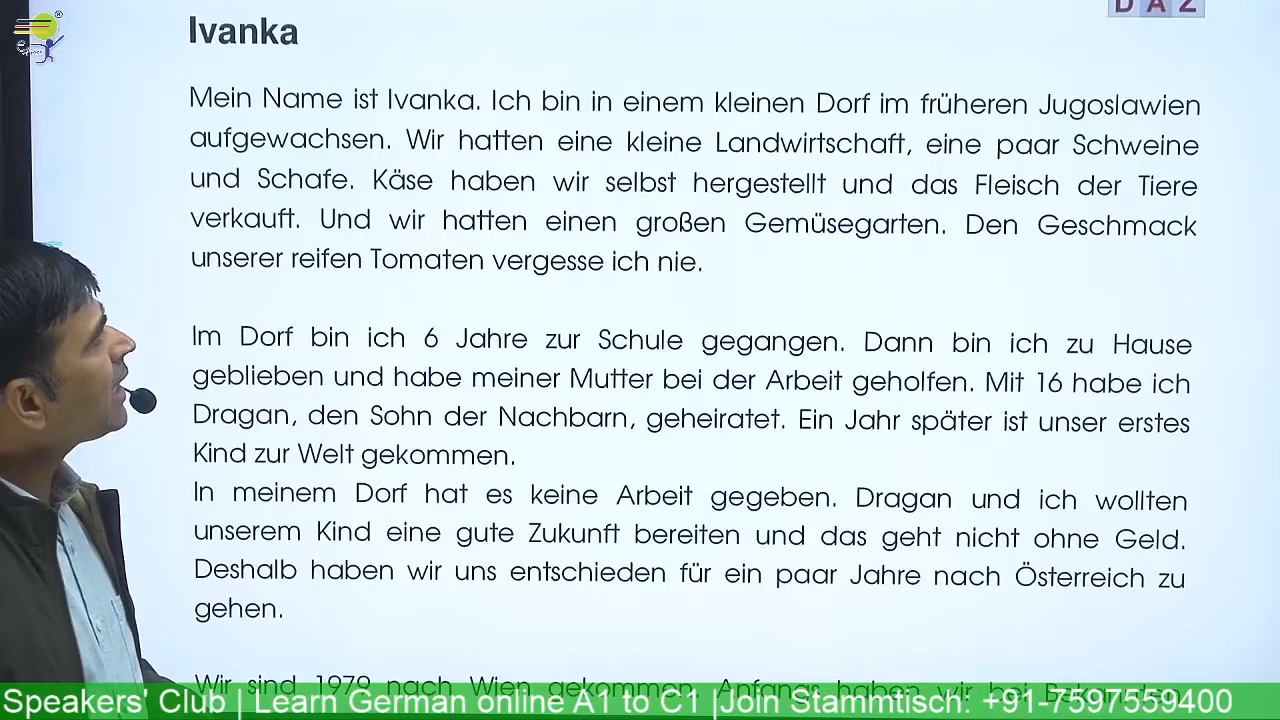 DAZ
Ivanka
Mein Name ist Ivanka. Ich bin in einem kleinen Dorf im früheren Jugoslawien
aufgewachsen. Wir hatten eine kleine Landwirtschaft, eine paar Schweine
und Schafe. Käse haben wir selbst hergestellt und das Fleisch der Tiere
verkauft. Und wir hatten einen großen Gemüsegarten. Den Geschmack
unserer reifen Tomaten vergesse ich nie.
Im Dorf bin ich 6 Jahre zur Schule gegangen. Dann bin ich zu Hause
geblieben und habe meiner Mutter bei der Arbeit geholfen. Mit 16 habe ich
Dragan, den Sohn der Nachbarn, geheiratet. Ein Jahr später ist unser erstes
Kind zur Welt gekommen.
In meinem Dorf hat es keine Arbeit gegeben. Dragan und ich wollten
unserem Kind eine gute Zukunft bereiten und das geht nicht ohne Geld.
Deshalb haben wir uns entschieden für ein paar Jahre nach Österreich zu
gehen.
Wir sind 1979 nach Wien gekommen. Anfangs haben wir bei Bekannten
Speakers' Club | Learn German online A1 to C1 |Join Stammtisch: +91-7597559400